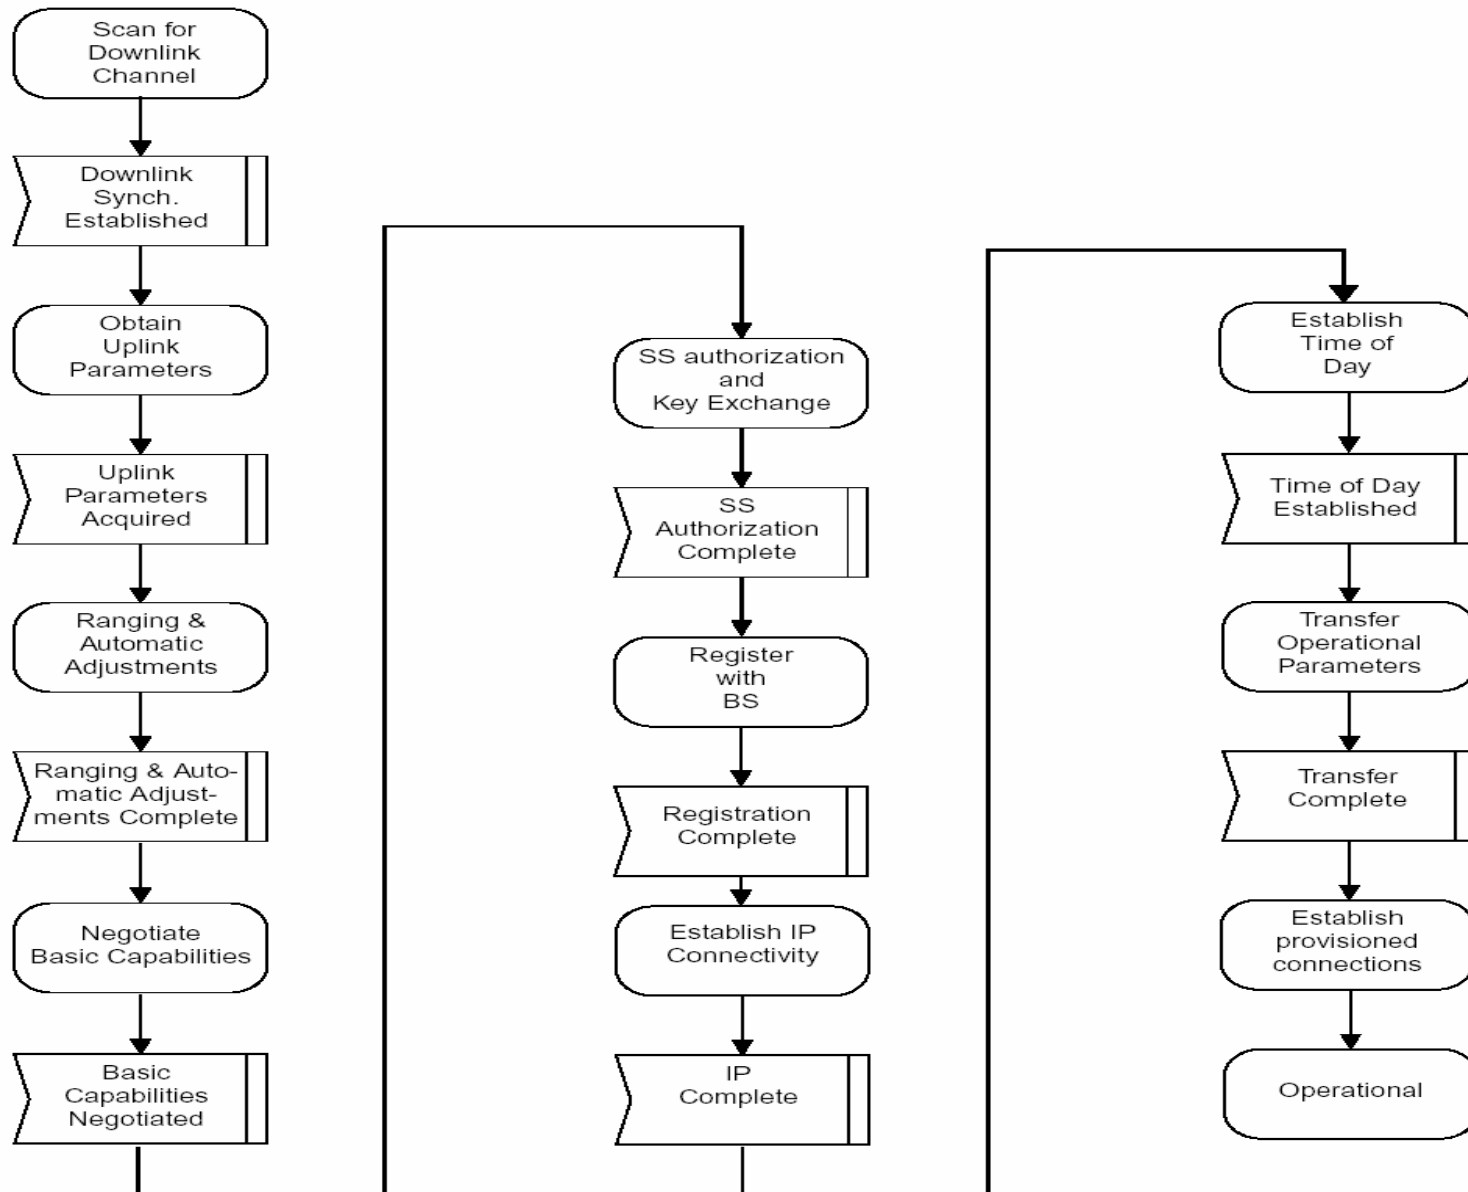 Scan for
Downlink
Channel
Downlink
Synch.
Established
Obtain
Uplink
Parameters
Uplink
Parameters
Acquired
Ranging &
Automatic
Adjustments
Ranging & Auto-
matic Adjust-
ments Complete
Negotiate
Basic Capabilities
Basic
Capabilities
Negotiated
SS authorization
and
Key Exchange
SS
Authorization
Complete
Register
with
BS
Registration
Complete
Establish IP
Connectivity
IP
Complete
Establish
Time of
Day
Time of Day
Established
Transfer
Operational
Parameters
Transfer
Complete
Establish
provisioned
connections
Operational